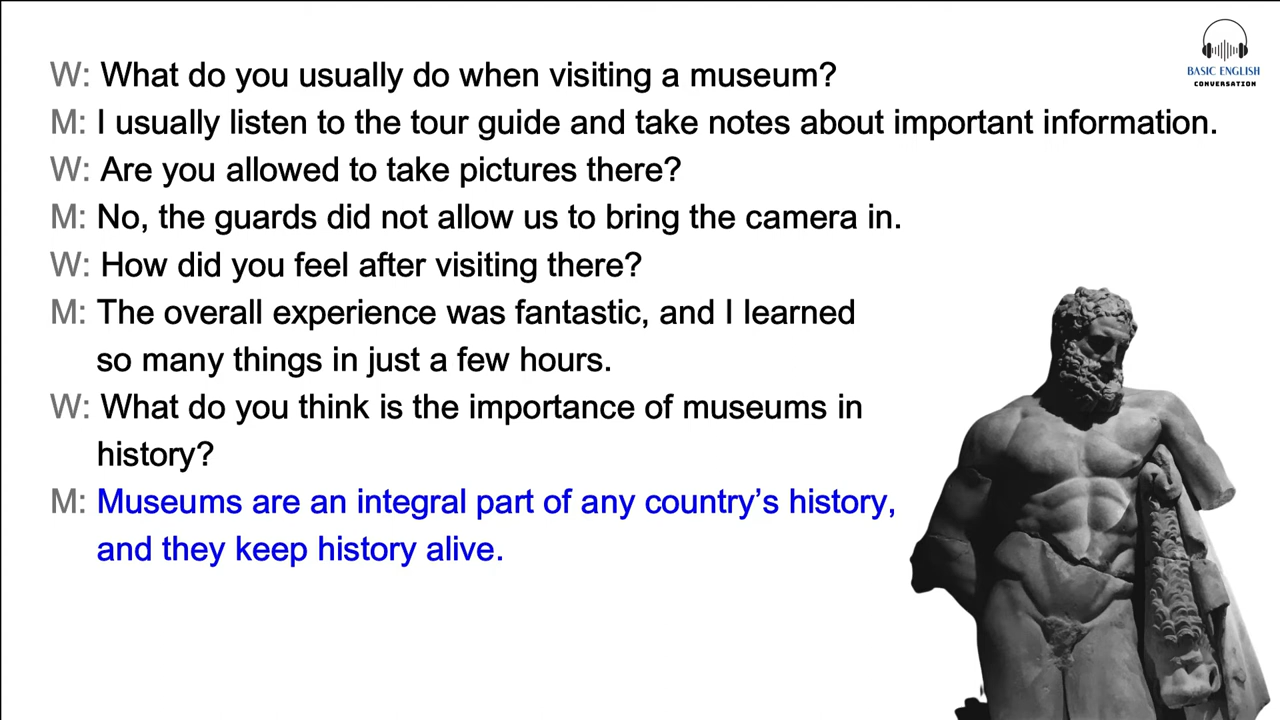 BASIC ENGLISH
CONVERSATION
W: What do you usually do when visiting a museum?
M: I usually listen to the tour guide and take notes about important information.
W: Are you allowed to take pictures there?
M: No, the guards did not allow us to bring the camera in.
W: How did you feel after visiting there?
M: The overall experience was fantastic, and I learned
so many things in just a few hours.
W: What do you think is the importance of museums in
history?
M: Museums are an integral part of any country’s history,
and they keep history alive.